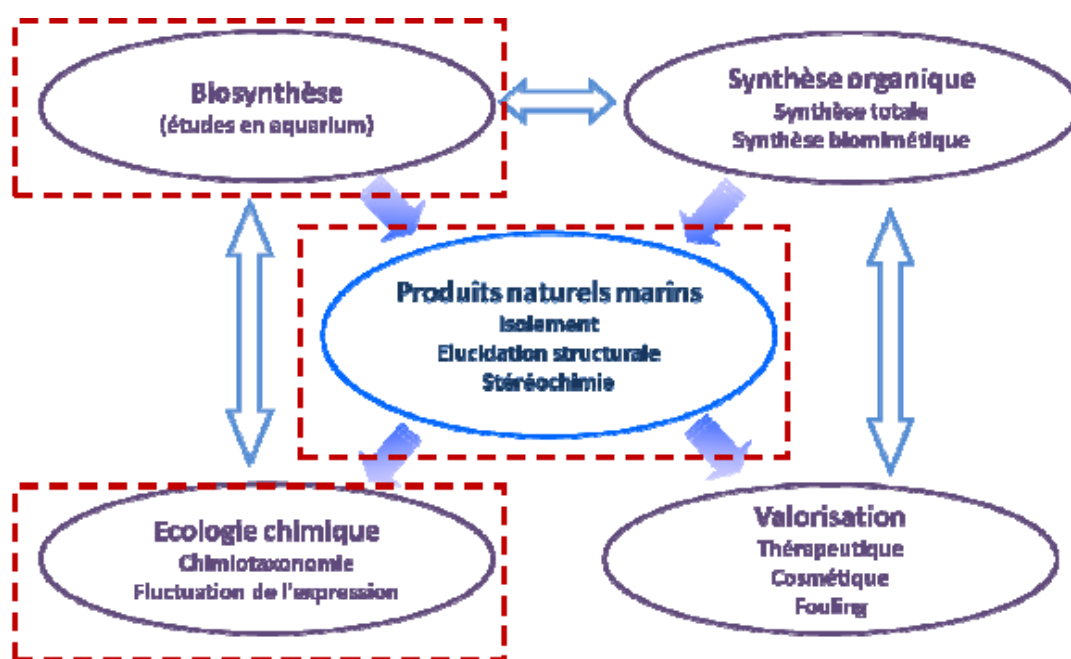 Biosynthèse
(études en aquarium)
Synthèse organique
Synthèse totale
Synthèse biomimétique
Produits naturels marins
Isolement
Elucidation structurale
Stéréochimie
Ecologie chimique
Chimiotaxonomie
Fluctuation de l'expression
Valorisation
Thérapeutique
Cosmétique
Fouling